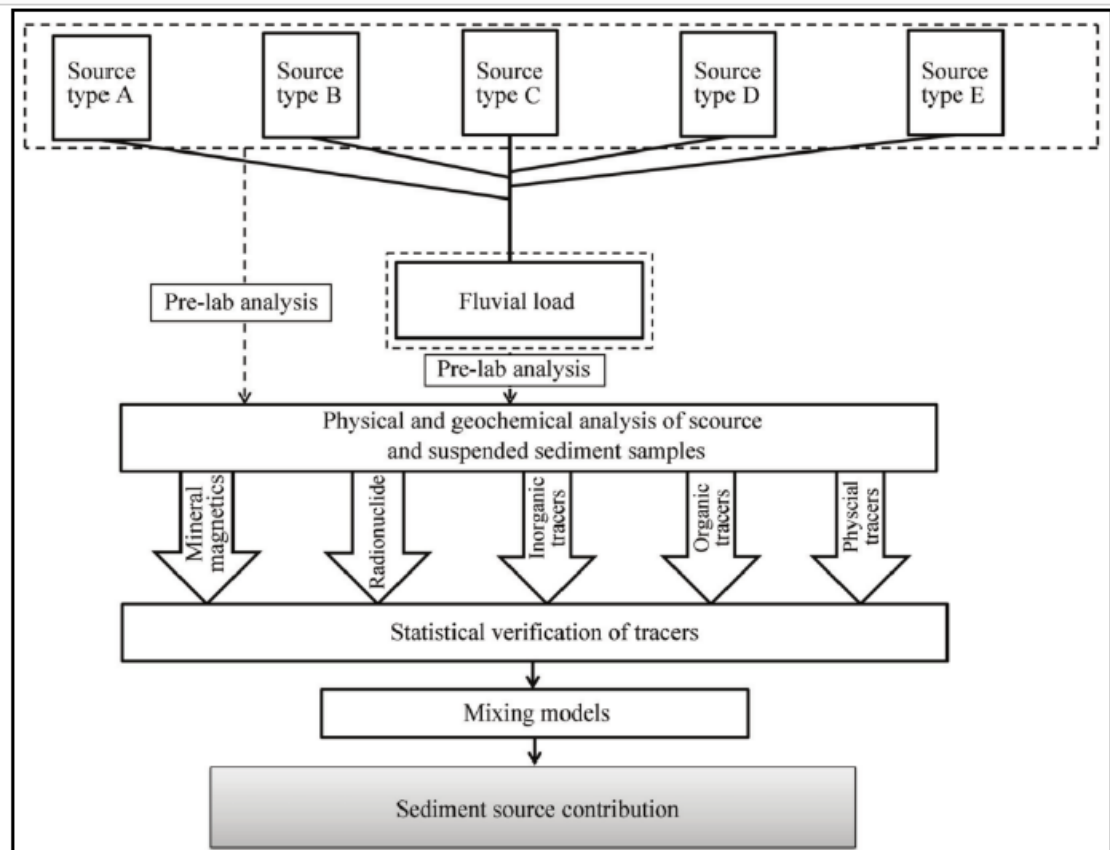 Source
type A
Source
type B
Source
type C
Source
type D
Source
type E
Pre-lab analysis
Fluvial load
Pre-lab analysis
Physical and geochemical analysis of scource
and suspended sediment samples
Mineral
magnetics
Radionuclide
Inorganic
tracers
Organic
tracers
Physcial
tracers
Statistical verification of tracers
Mixing models
Sediment source contribution